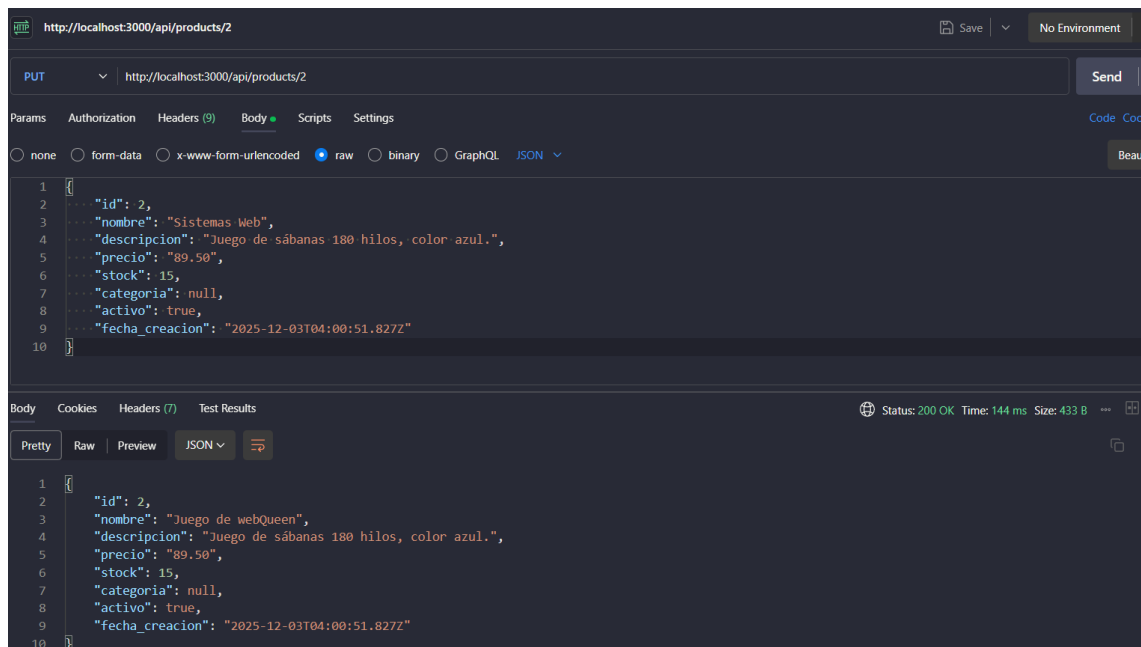 HTTP http://localhost:3000/api/products/2 Save No Environment
PUT http://localhost:3000/api/products/2 Send
Params Authorization Headers (9) Body Scripts Settings Code Coo
none form-data x-www-form-urlencoded raw binary GraphQL JSON Beau
1 {
2 "id": 2,
3 "nombre": "Sistemas Web",
4 "descripcion": "Juego de sábanas 180 hilos, color azul.",
5 "precio": "89.50",
6 "stock": 15,
7 "categoria": null,
8 "activo": true,
9 "fecha_creacion": "2025-12-03T04:00:51.827Z"
10 }
Body Cookies Headers (7) Test Results Status: 200 OK Time: 144 ms Size: 433 B
Pretty Raw Preview JSON
1 {
2 "id": 2,
3 "nombre": "Juego de webQueen",
4 "descripcion": "Juego de sábanas 180 hilos, color azul.",
5 "precio": "89.50",
6 "stock": 15,
7 "categoria": null,
8 "activo": true,
9 "fecha_creacion": "2025-12-03T04:00:51.827Z"
10 }